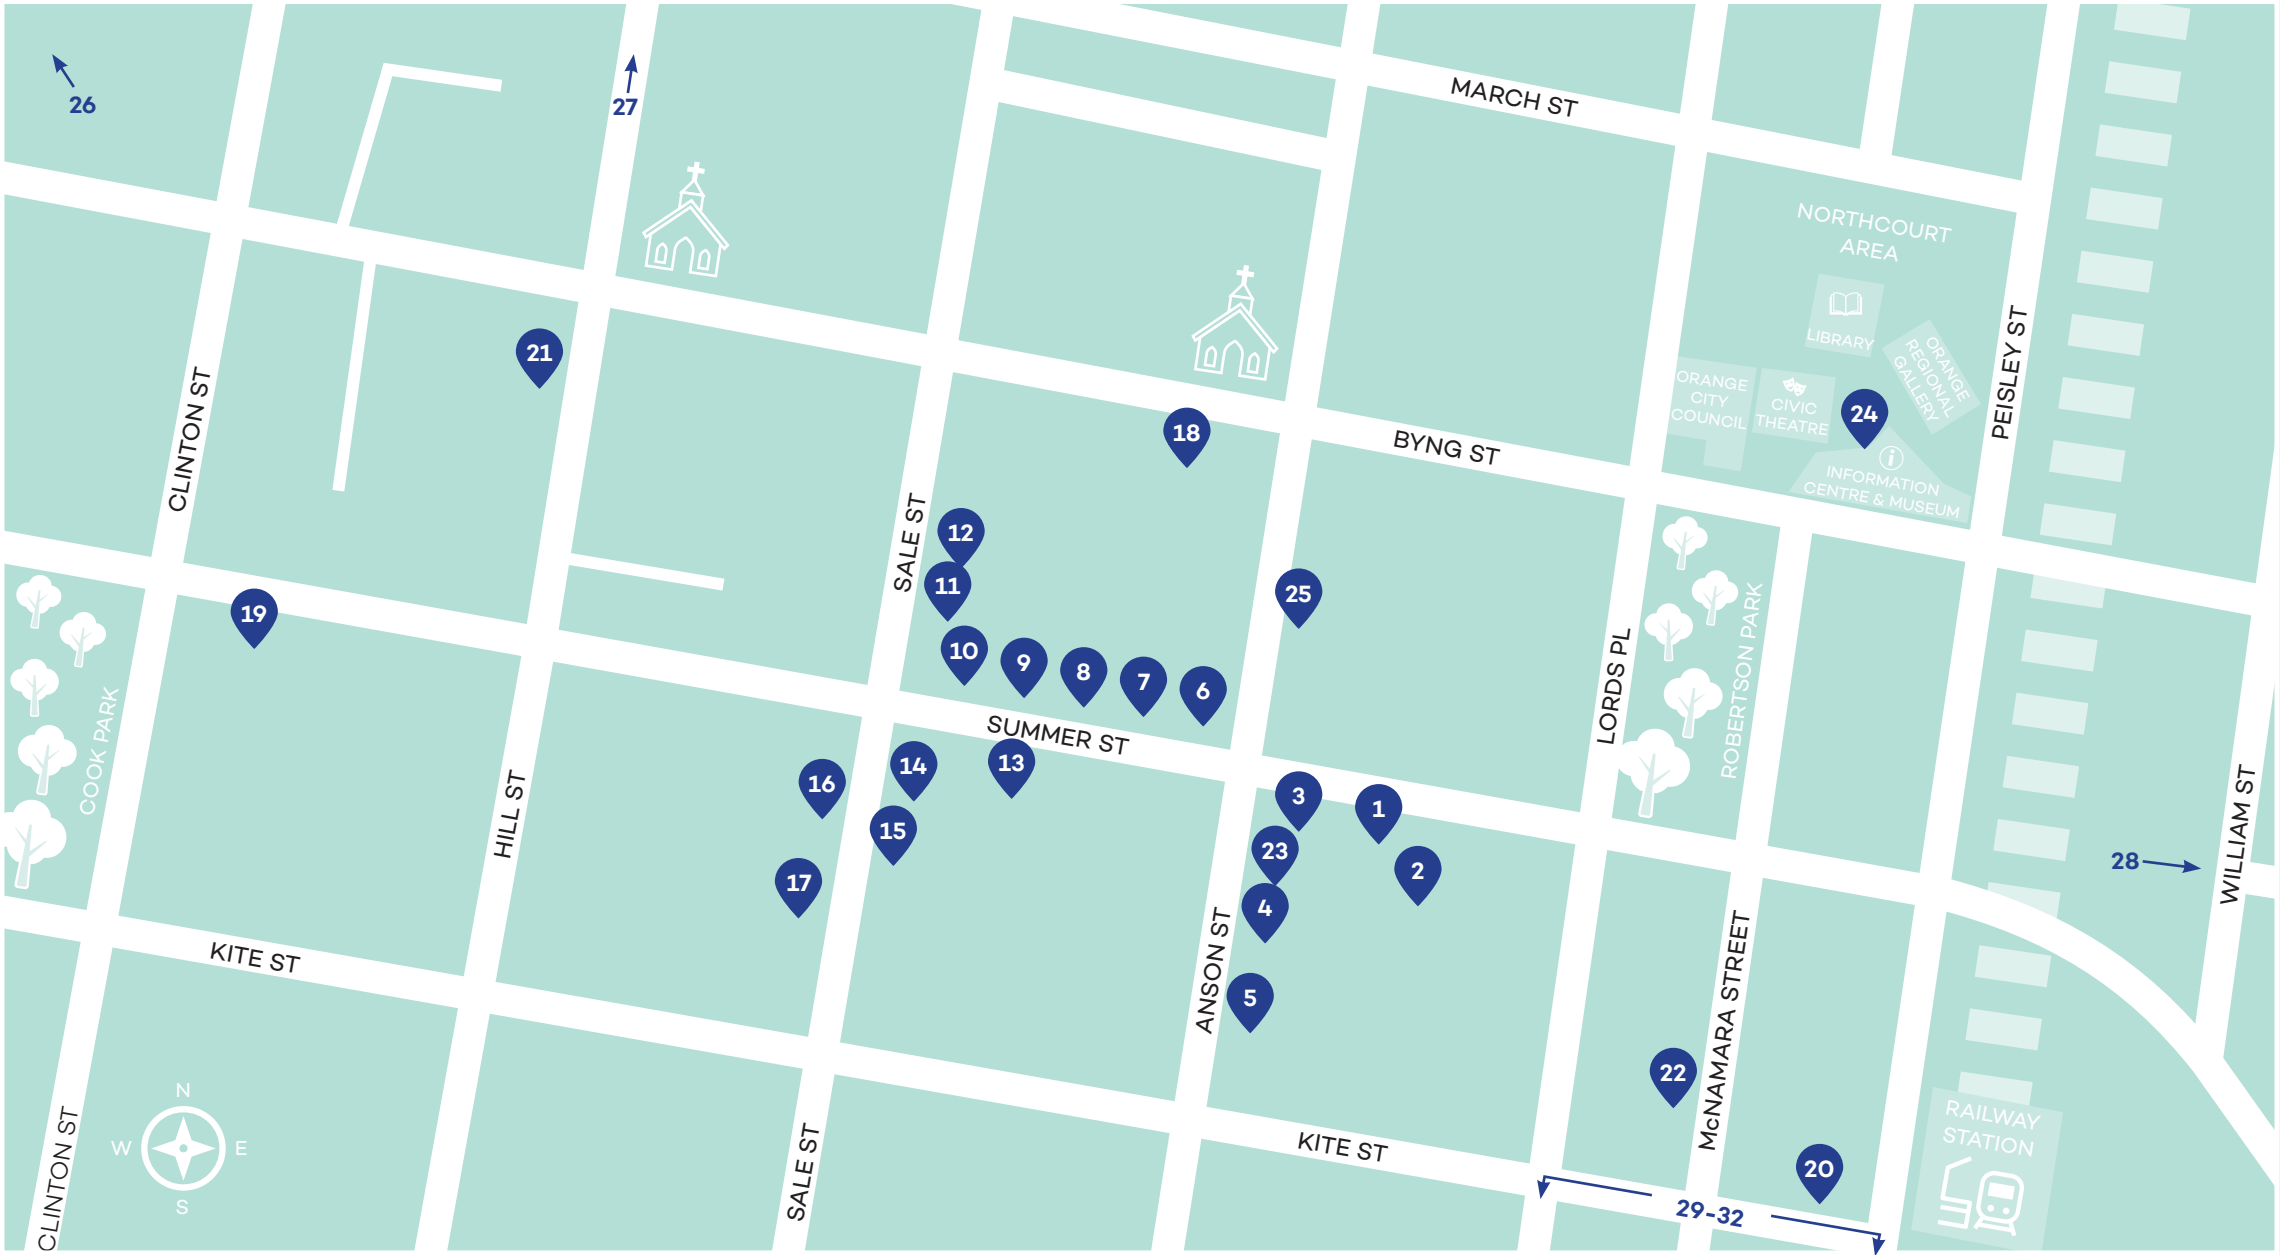 26
27
MARCH ST
NORTHCOURT
AREA
LIBRARY
ORANGE
REGIONAL
GALLERY
ORANGE
CITY
COUNCIL
CIVIC
THEATRE
24
i
INFORMATION
CENTRE & MUSEUM
PEISLEY ST
21
CLINTON ST
18
BYNG ST
SALE ST
12
11
25
19
10
9
8
7
6
SUMMER ST
LORDS PL
ROBERTSON PARK
COOK PARK
HILL ST
16
14
13
15
17
3
1
23
2
4
5
ANSON ST
28
WILLIAM ST
McNAMARA STREET
KITE ST
22
20
RAILWAY
STATION
KITE ST
29-32
N
W
E
S
CLINTON ST
SALE ST